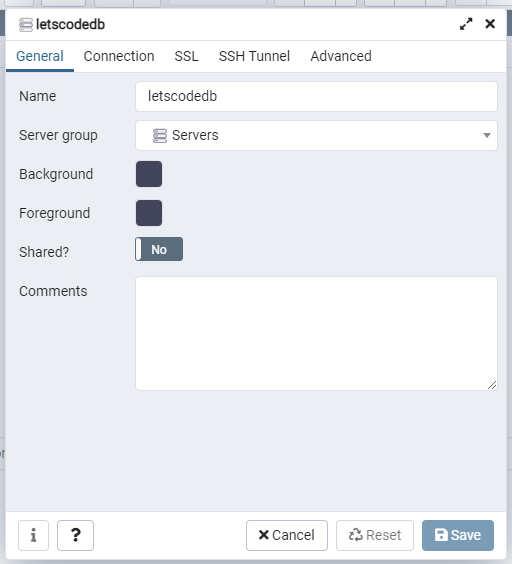 letscodedb
General Connection SSL SSH Tunnel Advanced
Name letscodedb
Server group Servers
Background
Foreground
Shared? No
Comments
i ? Cancel Reset Save